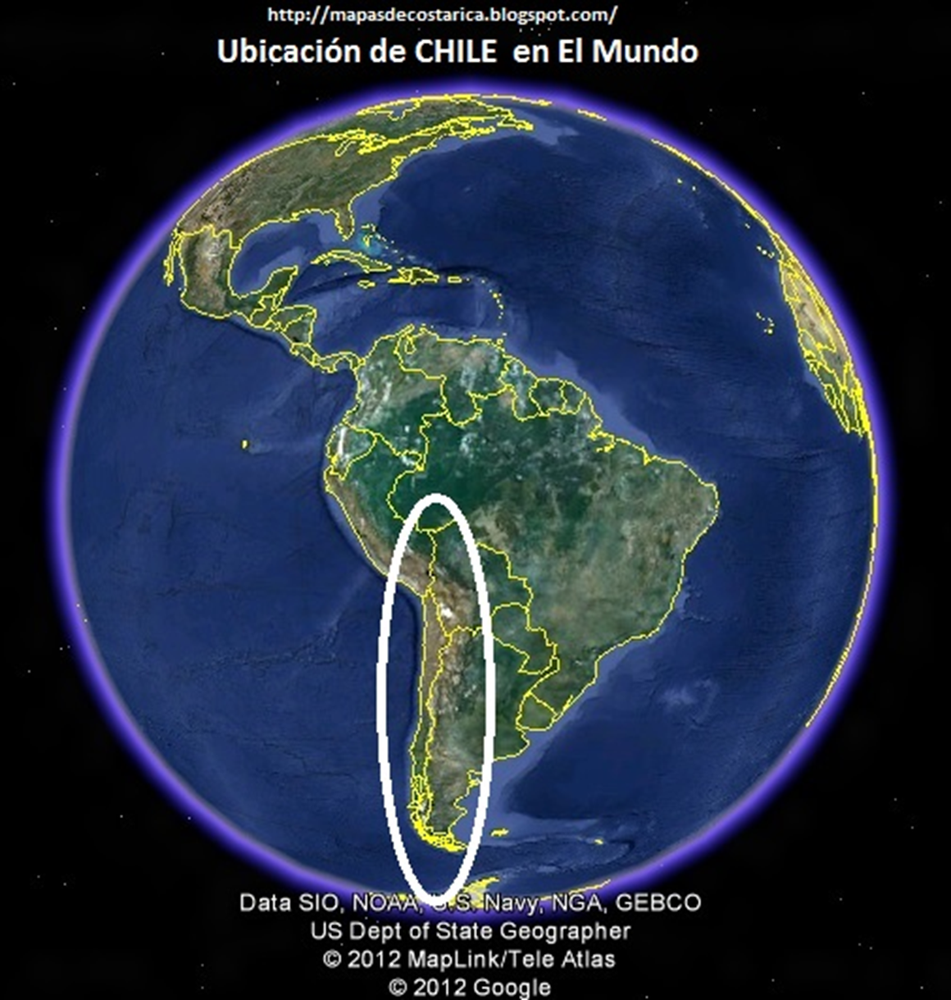 http://mapasdecostarica.blogspot.com/
Ubicación de CHILE en El Mundo
Data SIO, NOAA, U.S. Navy, NGA, GEBCO
US Dept of State Geographer
© 2012 MapLink/Tele Atlas
© 2012 Google